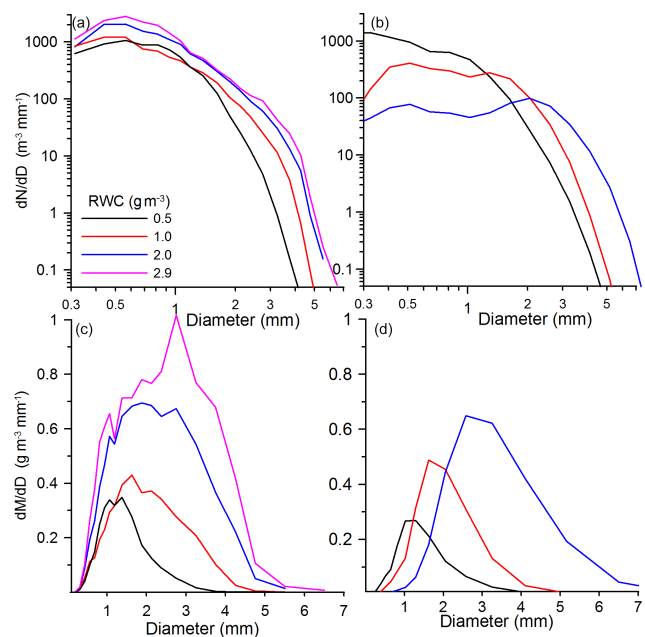 (a)
(b)
1000 1000
100 100
10 10
1 1
0.1 0.1
dN/dD (m-3 mm-1)
RWC (g m-3)
0.5
1.0
2.0
2.9
0.3 0.5 1 2 5
0.3 0.5 1 2 5
Diameter (mm)
Diameter (mm)
(c)
(d)
1 1
0.8 0.8
0.6 0.6
0.4 0.4
0.2 0.2
dM/dD (g m-3 mm-1)
1 2 3 4 5 6 7
1 2 3 4 5 6 7
Diameter (mm)
Diameter (mm)